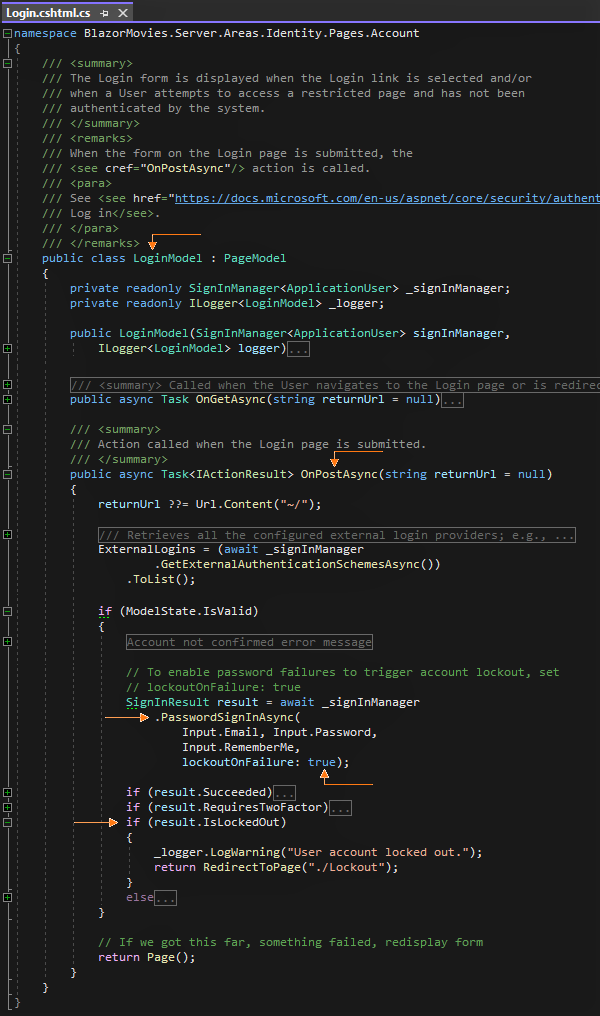 Login.cshtml.cs
namespace BlazorMovies.Server.Areas.Identity.Pages.Account
{
/// <summary>
/// The Login form is displayed when the Login link is selected and/or
/// when a User attempts to access a restricted page and has not been
/// authenticated by the system.
/// </summary>
/// <remarks>
/// When the form on the Login page is submitted, the
/// <see cref="OnPostAsync"/> action is called.
/// <para>
/// See <see href="https://docs.microsoft.com/en-us/aspnet/core/security/authent
/// Log in</see>.
/// </para>
/// </remarks>
public class LoginModel : PageModel
{
private readonly SignInManager<ApplicationUser> _signInManager;
private readonly ILogger<LoginModel> _logger;
public LoginModel(SignInManager<ApplicationUser> signInManager,
ILogger<LoginModel> logger)...
/// <summary> Called when the User navigates to the Login page or is redirec
public async Task OnGetAsync(string returnUrl = null)...
/// <summary>
/// Action called when the Login page is submitted.
/// </summary>
public async Task<IActionResult> OnPostAsync(string returnUrl = null)
{
returnUrl ??= Url.Content("~/");
/// Retrieves all the configured external login providers; e.g., ...
ExternalLogins = (await _signInManager
.GetExternalAuthenticationSchemesAsync())
.ToList();
if (ModelState.IsValid)
{
Account not confirmed error message
// To enable password failures to trigger account lockout, set
// lockoutOnFailure: true
SignInResult result = await _signInManager
.PasswordSignInAsync(
Input.Email, Input.Password,
Input.RememberMe,
lockoutOnFailure: true);
if (result.Succeeded)...
if (result.RequiresTwoFactor)...
if (result.IsLockedOut)
{
_logger.LogWarning("User account locked out.");
return RedirectToPage("./Lockout");
}
else...
}
// If we got this far, something failed, redisplay form
return Page();
}
}
}